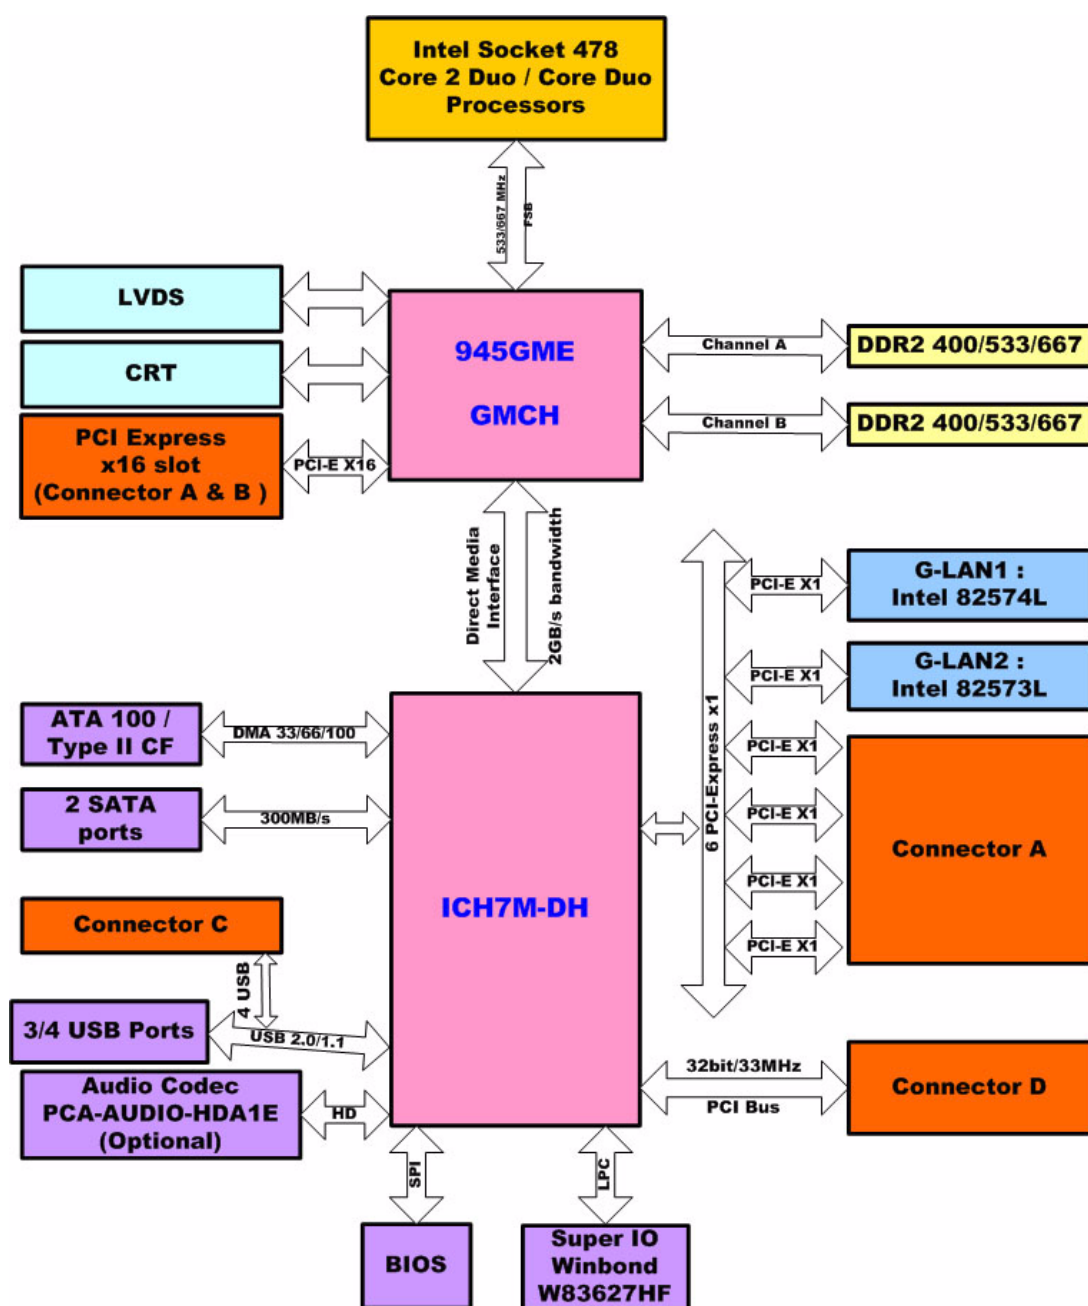 Intel Socket 478
Core 2 Duo / Core Duo
Processors
533/667 MHz
FSB
LVDS
CRT
PCI Express
x16 slot
(Connector A & B )
PCI-E X16
945GME
GMCH
Channel A
DDR2 400/533/667
Channel B
DDR2 400/533/667
Direct Media
Interface
2GB/s bandwidth
6 PCI-Express x1
PCI-E X1
G-LAN1 :
Intel 82574L
PCI-E X1
G-LAN2 :
Intel 82573L
PCI-E X1
PCI-E X1
PCI-E X1
PCI-E X1
Connector A
ATA 100 /
Type II CF
DMA 33/66/100
2 SATA
ports
300MB/s
ICH7M-DH
Connector C
4 USB
3/4 USB Ports
USB 2.0/1.1
Audio Codec
PCA-AUDIO-HDA1E
(Optional)
HD
32bit/33MHz
PCI Bus
Connector D
SPI
LPC
BIOS
Super IO
Winbond
W83627HF